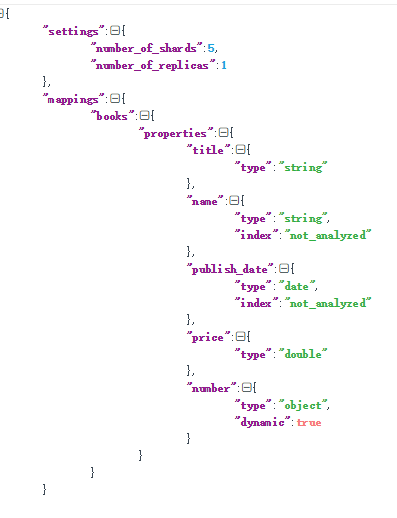 {
"settings":{
"number_of_shards":5,
"number_of_replicas":1
},
"mappings":{
"books":{
"properties":{
"title":{
"type":"string"
},
"name":{
"type":"string",
"index":"not_analyzed"
},
"publish_date":{
"type":"date",
"index":"not_analyzed"
},
"price":{
"type":"double"
},
"number":{
"type":"object",
"dynamic":true
}
}
}
}